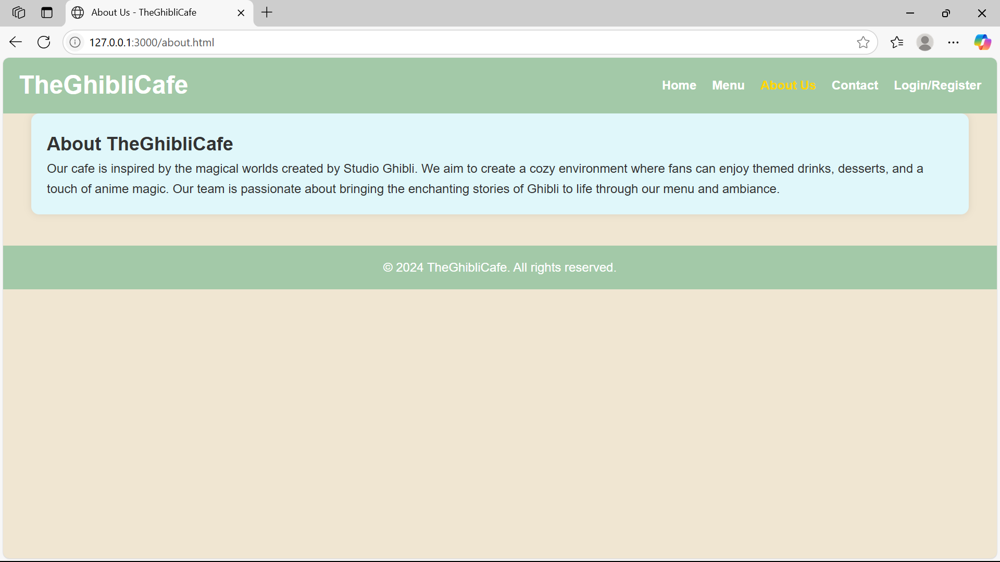 About Us - TheGhibliCafe
127.0.0.1:3000/about.html
TheGhibliCafe
Home Menu About Us Contact Login/Register
About TheGhibliCafe
Our cafe is inspired by the magical worlds created by Studio Ghibli. We aim to create a cozy environment where fans can enjoy themed drinks, desserts, and a
touch of anime magic. Our team is passionate about bringing the enchanting stories of Ghibli to life through our menu and ambiance.
© 2024 TheGhibliCafe. All rights reserved.